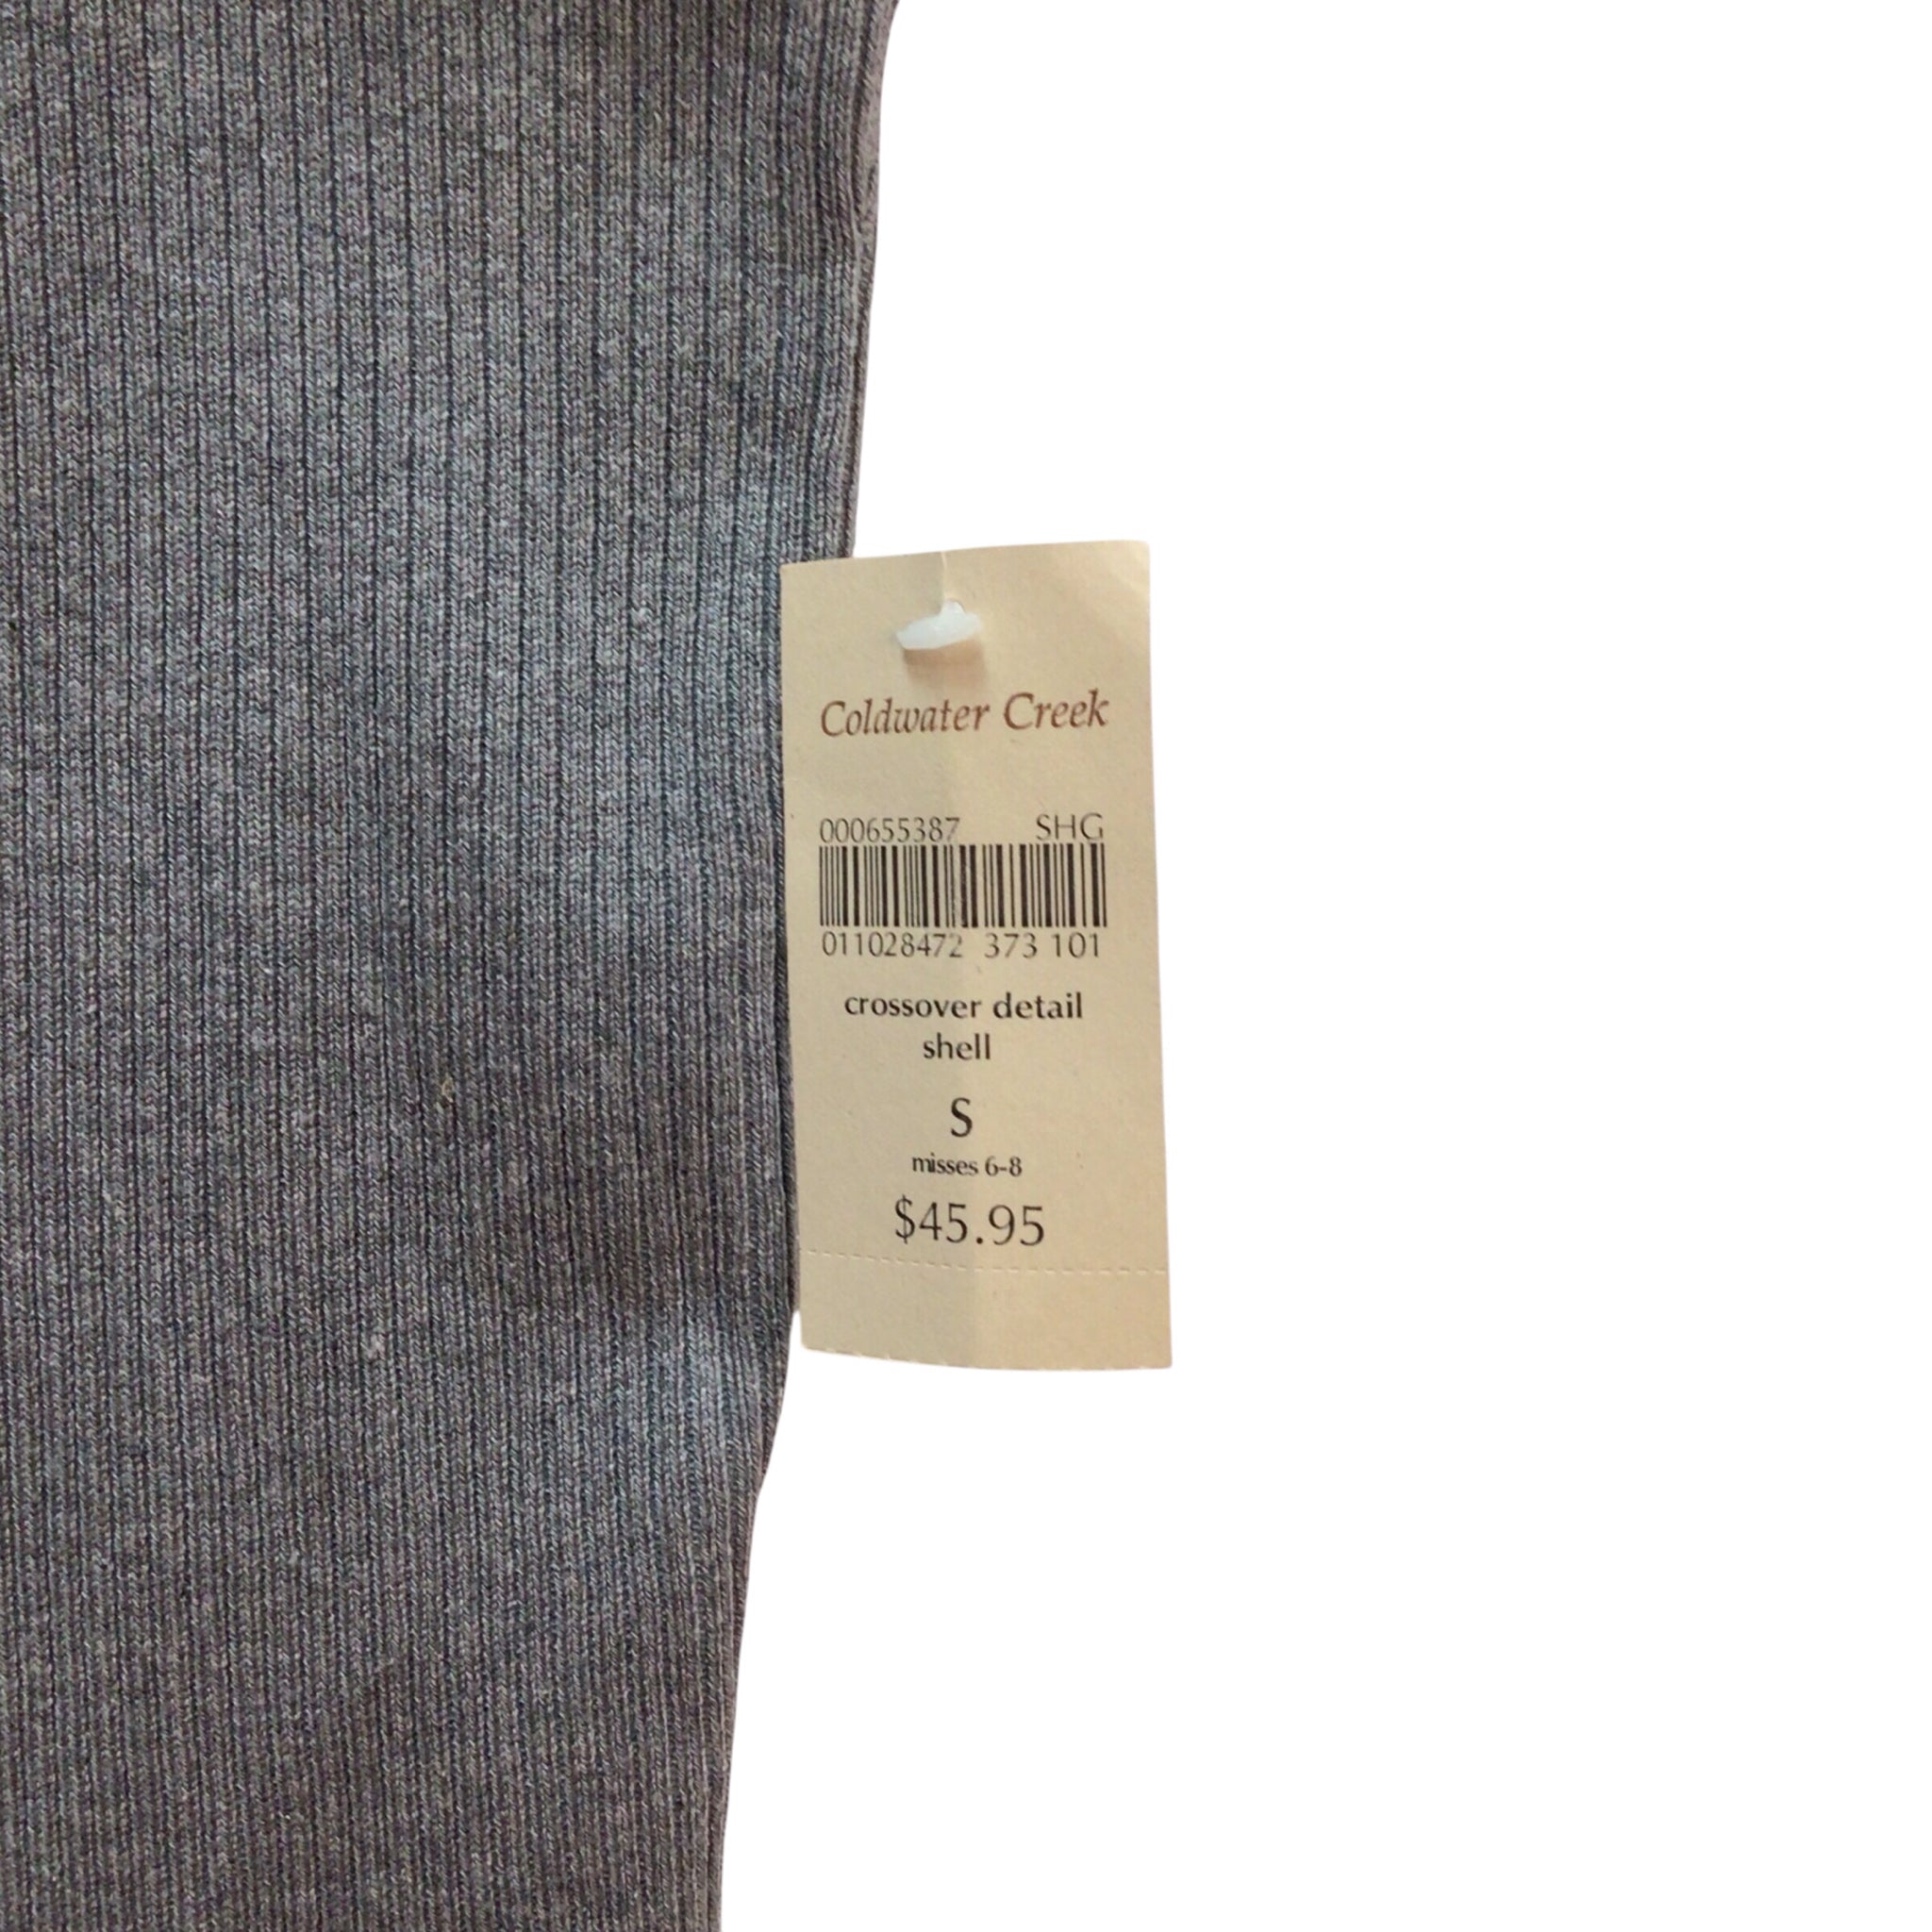 Coldwater Creek
000655387 SHG
011028472 373 101
crossover detail
shell
S
misses 6-8
$45.95